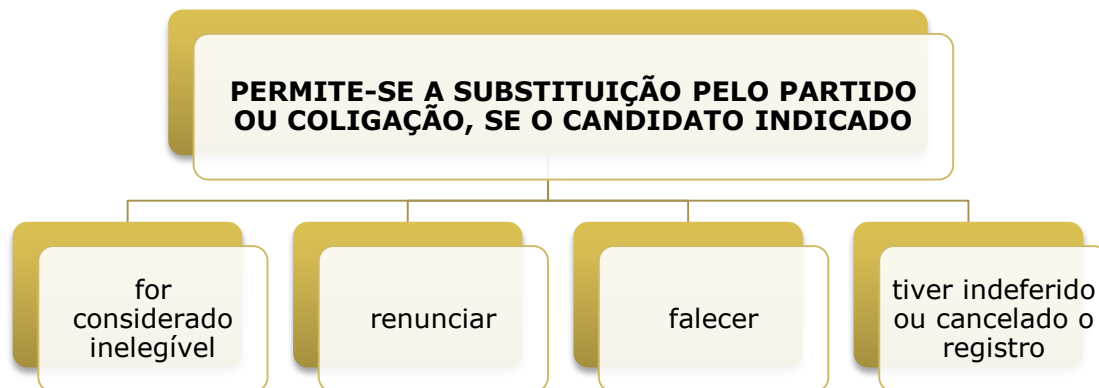 PERMITE-SE A SUBSTITUIÇÃO PELO PARTIDO
OU COLIGAÇÃO, SE O CANDIDATO INDICADO
for
considerado
inelegível
renunciar
falecer
tiver indeferido
ou cancelado o
registro